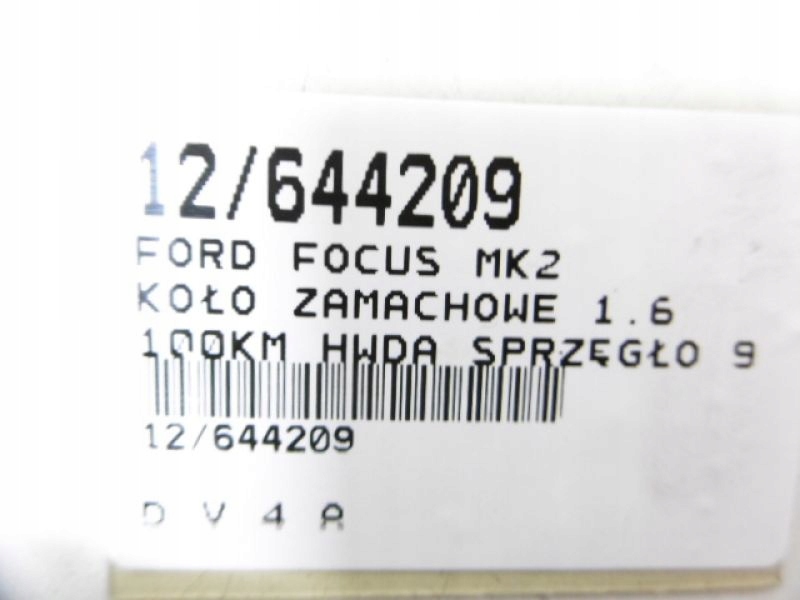 12/644209
FORD FOCUS MK2
KOŁO ZAMACHOWE 1.6
100KM HWDA SPRZĘGŁO 9
12/644209
D V 4 A